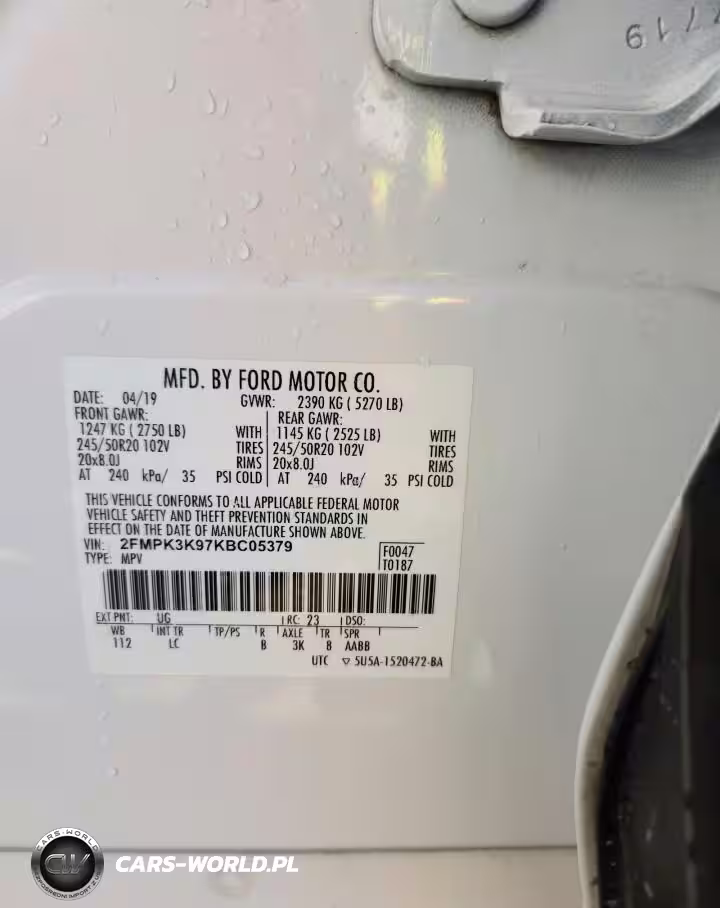 719
MFD. BY FORD MOTOR CO.
DATE: 04/19 GVWR: 2390 KG ( 5270 LB)
FRONT GAWR: REAR GAWR:
1247 KG ( 2750 LB) WITH 1145 KG ( 2525 LB) WITH
245/50R20 102V TIRES 245/50R20 102V TIRES
20x8.0J RIMS 20x8.0J RIMS
AT 240 kPa/ 35 PSI COLD AT 240 kPa/ 35 PSI COLD
THIS VEHICLE CONFORMS TO ALL APPLICABLE FEDERAL MOTOR
VEHICLE SAFETY AND THEFT PREVENTION STANDARDS IN
EFFECT ON THE DATE OF MANUFACTURE SHOWN ABOVE.
VIN: 2FMPK3K97KBC05379 F0047
TYPE: MPV T0187
EXT PNT: UG RC: 23 DSO:
WB INT TR TP/PS R AXLE TR SPR
112 LC B 3K 8 AABB
UTC ▽ 5U5A-1520472-BA
CARS-WORLD
CW
CARS-WORLD.PL